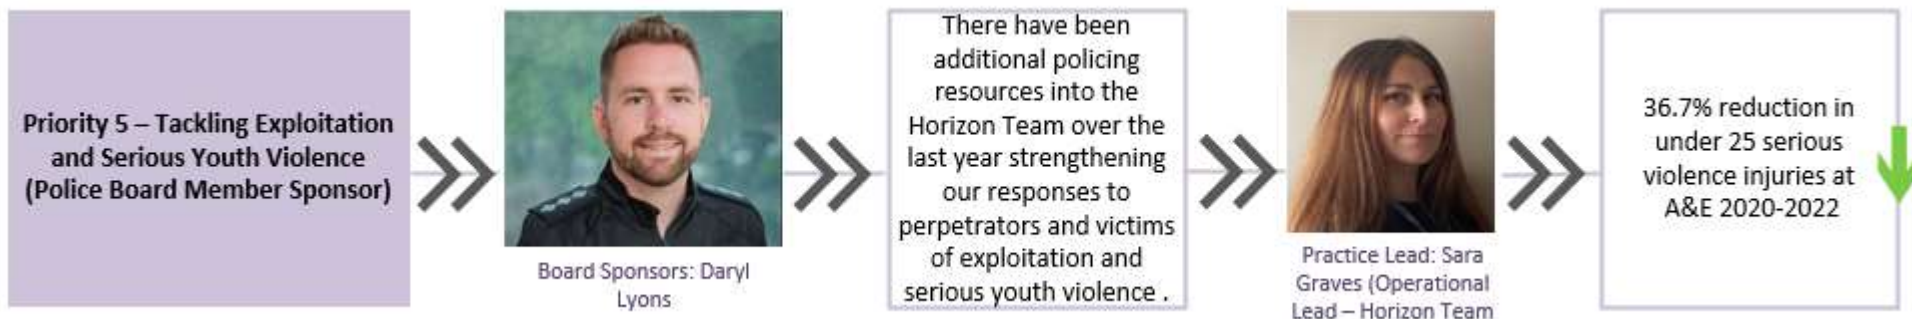 Priority 5 – Tackling Exploitation
and Serious Youth Violence
(Police Board Member Sponsor)
Board Sponsors: Daryl
Lyons
There have been
additional policing
resources into the
Horizon Team over the
last year strengthening
our responses to
perpetrators and victims
of exploitation and
serious youth violence .
Practice Lead: Sara
Graves (Operational
Lead – Horizon Team
36.7% reduction in
under 25 serious
violence injuries at
A&E 2020-2022